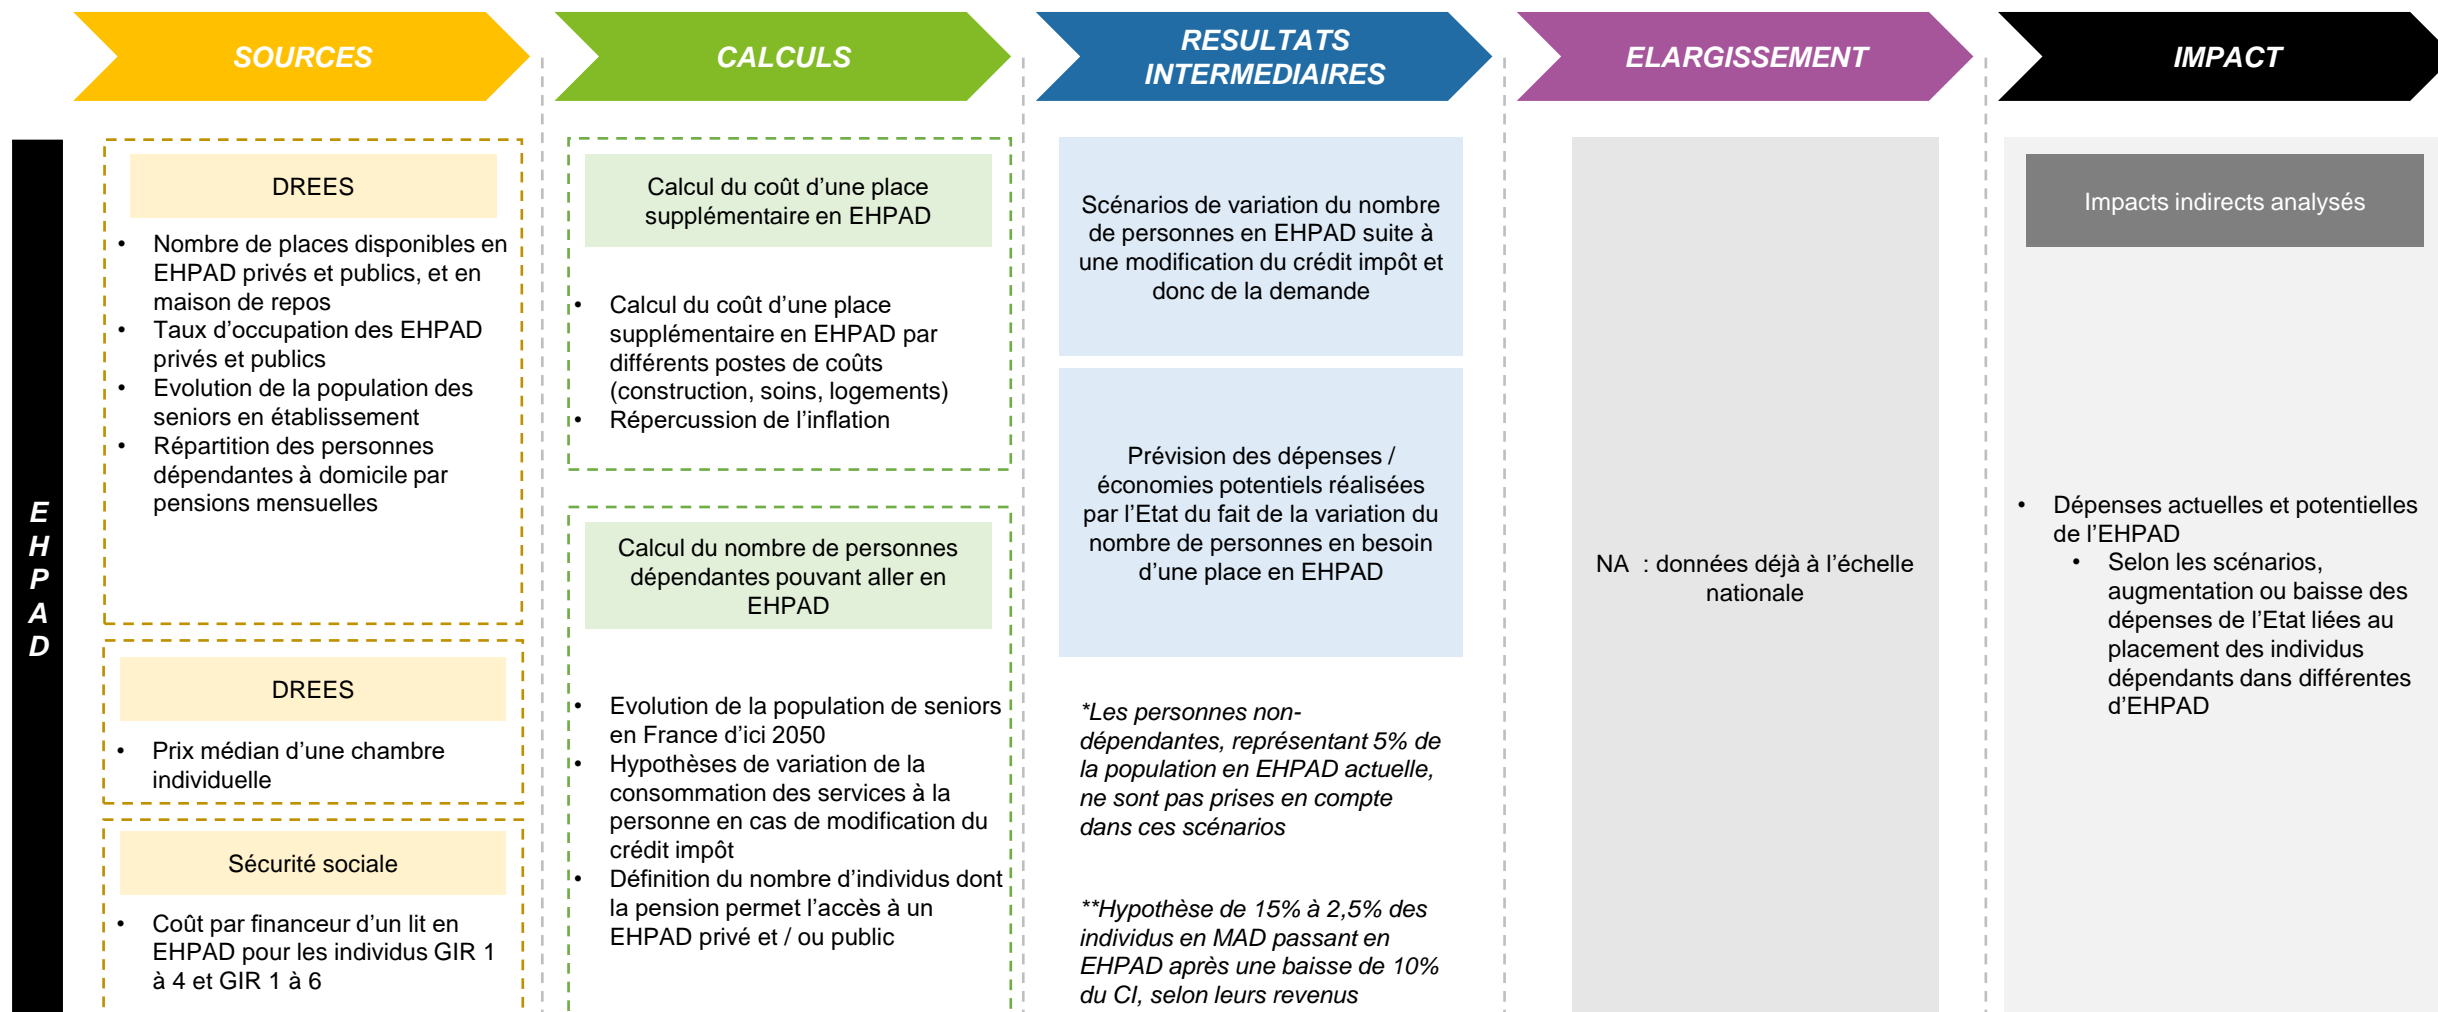 SOURCES
CALCULS
RESULTATS
INTERMEDIAIRES
ELARGISSEMENT
IMPACT
E
H
P
A
D
DREES
• Nombre de places disponibles en
EHPAD privés et publics, et en
maison de repos
• Taux d'occupation des EHPAD
privés et publics
• Evolution de la population des
seniors en établissement
• Répartition des personnes
dépendantes à domicile par
pensions mensuelles
DREES
• Prix médian d'une chambre
individuelle
Sécurité sociale
• Coût par financeur d'un lit en
EHPAD pour les individus GIR 1
à 4 et GIR 1 à 6
Calcul du coût d'une place
supplémentaire en EHPAD
• Calcul du coût d'une place
supplémentaire en EHPAD par
différents postes de coûts
(construction, soins, logements)
• Répercussion de l'inflation
Calcul du nombre de personnes
dépendantes pouvant aller en
EHPAD
• Evolution de la population de seniors
en France d'ici 2050
• Hypothèses de variation de la
consommation des services à la
personne en cas de modification du
crédit impôt
• Définition du nombre d'individus dont
la pension permet l'accès à un
EHPAD privé et / ou public
Scénarios de variation du nombre
de personnes en EHPAD suite à
une modification du crédit impôt et
donc de la demande
Prévision des dépenses /
économies potentiels réalisées
par l'Etat du fait de la variation du
nombre de personnes en besoin
d'une place en EHPAD
*Les personnes non-
dépendantes, représentant 5% de
la population en EHPAD actuelle,
ne sont pas prises en compte
dans ces scénarios
**Hypothèse de 15% à 2,5% des
individus en MAD passant en
EHPAD après une baisse de 10%
du CI, selon leurs revenus
NA : données déjà à l'échelle
nationale
Impacts indirects analysés
• Dépenses actuelles et potentielles
de l'EHPAD
• Selon les scénarios,
augmentation ou baisse des
dépenses de l'Etat liées au
placement des individus
dépendants dans différentes
d'EHPAD